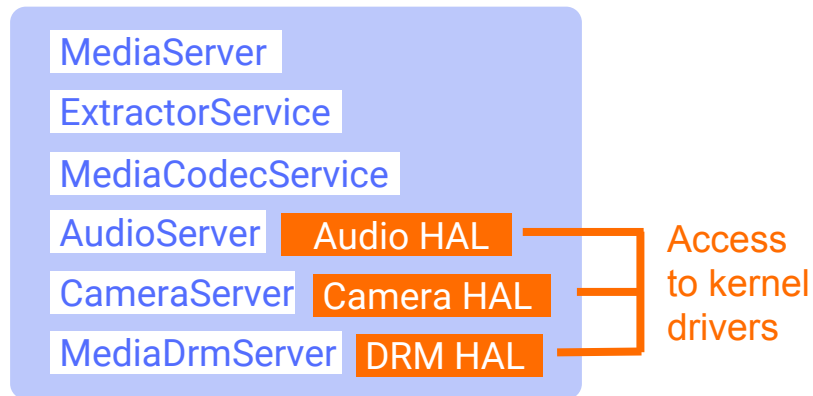 MediaServer
ExtractorService
MediaCodecService
AudioServer Audio HAL
CameraServer Camera HAL
MediaDrmServer DRM HAL
Access
to kernel
drivers